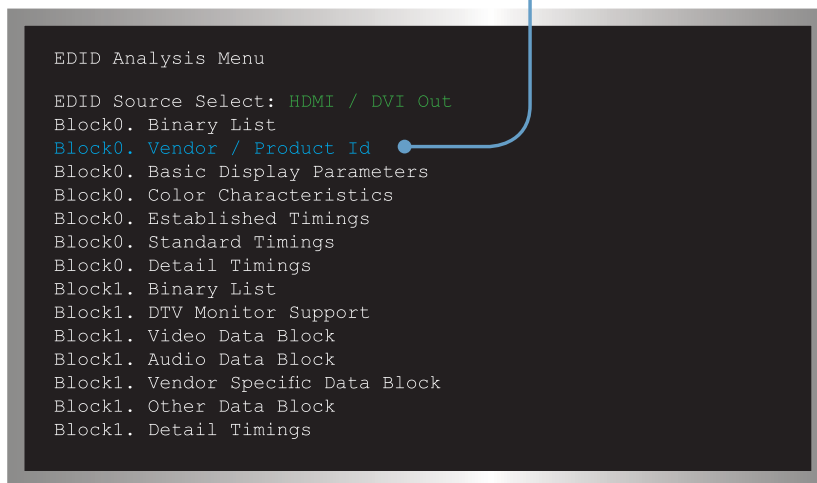 EDID Analysis Menu
EDID Source Select: HDMI / DVI Out
Block0. Binary List
Block0. Vendor / Product Id
Block0. Basic Display Parameters
Block0. Color Characteristics
Block0. Established Timings
Block0. Standard Timings
Block0. Detail Timings
Block1. Binary List
Block1. DTV Monitor Support
Block1. Video Data Block
Block1. Audio Data Block
Block1. Vendor Specific Data Block
Block1. Other Data Block
Block1. Detail Timings